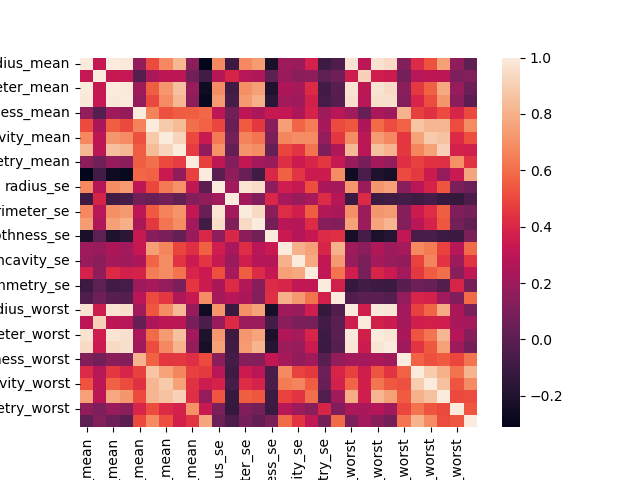 dius_mean
eter_mean
ess_mean
vity_mean
etry_mean
radius_se
rimeter_se
othness_se
ncavity_se
mmetry_se
dius_worst
eter_worst
ness_worst
vity_worst
etry_worst
mean
mean
mean
mean
mean
us_se
ter_se
ess_se
ity_se
try_se
worst
worst
worst
worst
worst
1.0
0.8
0.6
0.4
0.2
0.0
−0.2